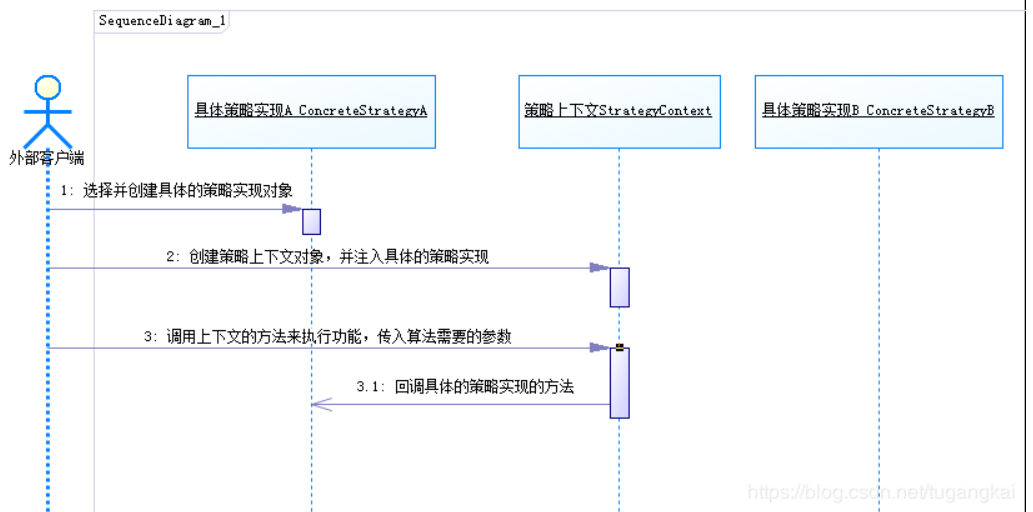 SequenceDiagram_1
具体策略实现A ConcreteStrategyA
策略上下文StrategyContext
具体策略实现B ConcreteStrategyB
外部客户端
1: 选择并创建具体的策略实现对象
2: 创建策略上下文对象，并注入具体的策略实现
3: 调用上下文的方法来执行功能，传入算法需要的参数
3.1: 回调具体的策略实现的方法
https://blog.csdn.net/tugangkai